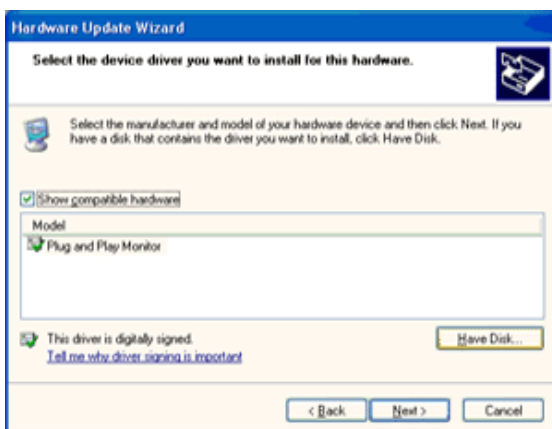 Hardware Update Wizard
Select the device driver you want to install for this hardware.
Select the manufacturer and model of your hardware device and then click Next. If you
have a disk that contains the driver you want to install, click Have Disk.
Show compatible hardware
Model
Plug and Play Monitor
This driver is digitally signed.
Have Disk...
Tell me why driver signing is important
< Back
Next >
Cancel